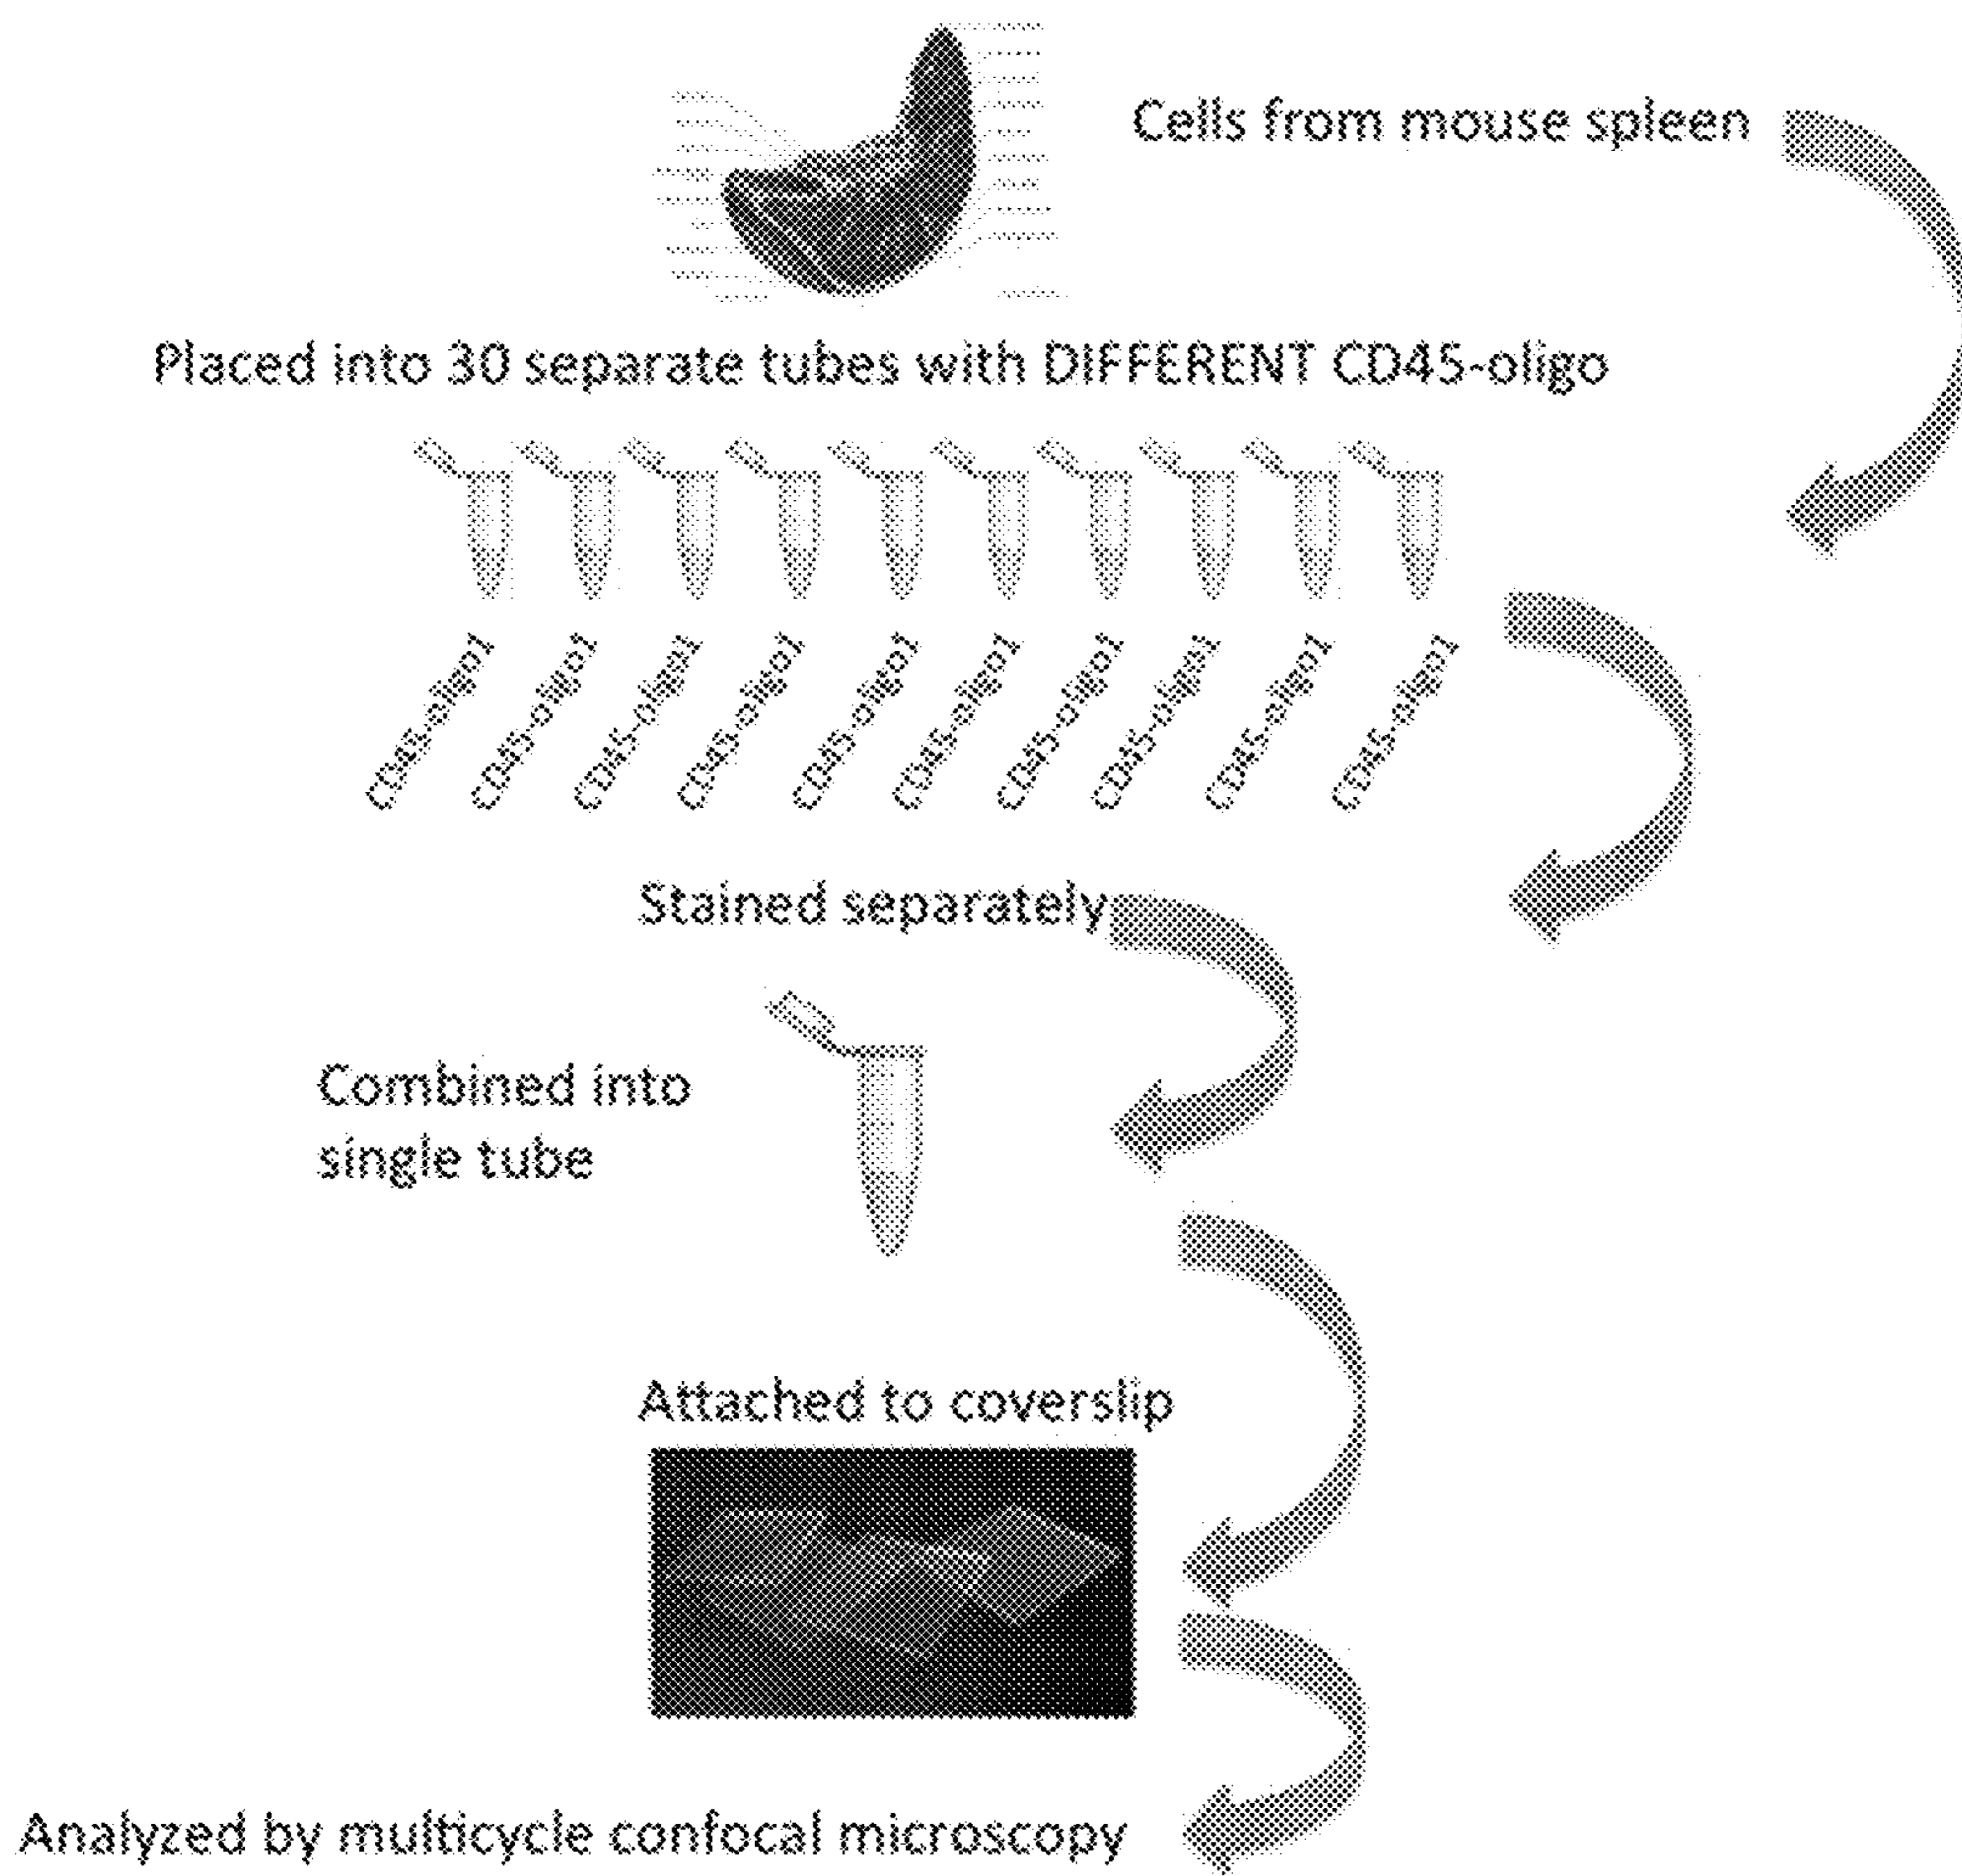 Cells from mouse spleen
Placed into 30 separate tubes with DIFFERENT CD45-oligo
CD45-oligo1
CD45-oligo1
CD45-oligo1
CD45-oligo1
CD45-oligo1
CD45-oligo1
CD45-oligo1
CD45-oligo1
CD45-oligo1
CD45-oligo1
Stained separately
Combined into
single tube
Attached to coverslip
Analyzed by multicycle confocal microscopy